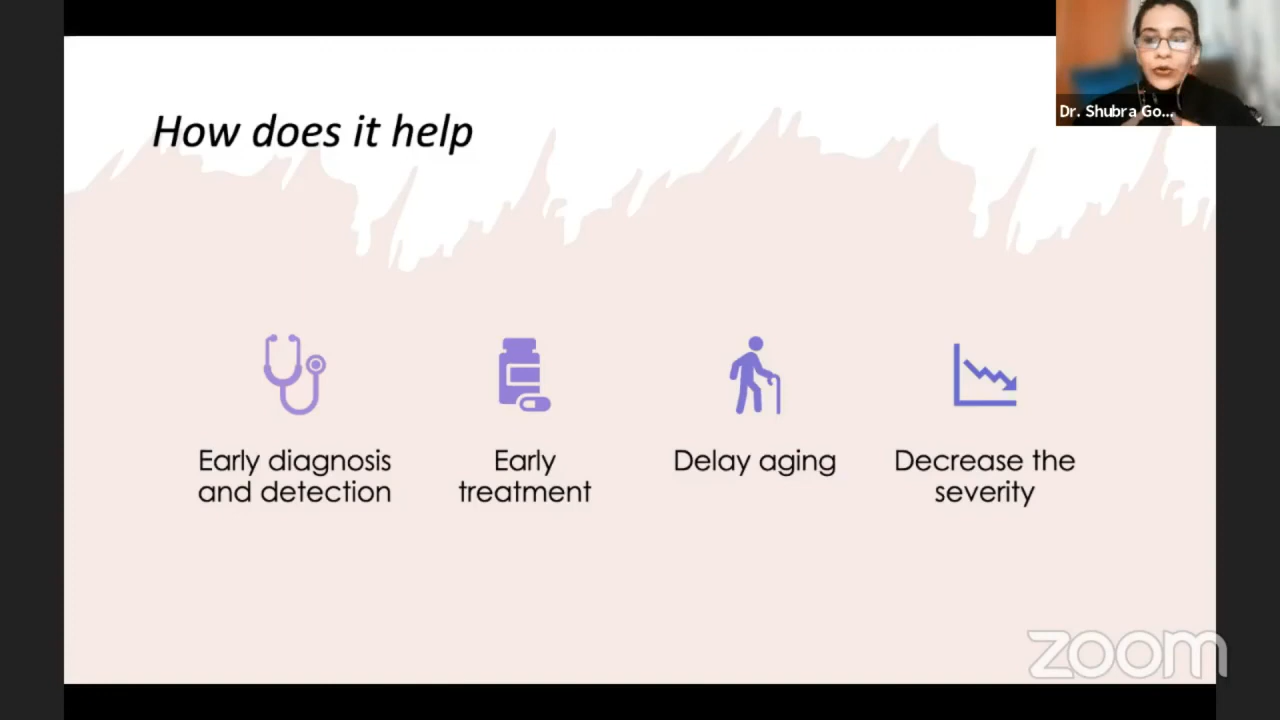 Dr. Shubra Go...
How does it help
Early diagnosis
and detection
Early
treatment
Delay aging
Decrease the
severity
zoom